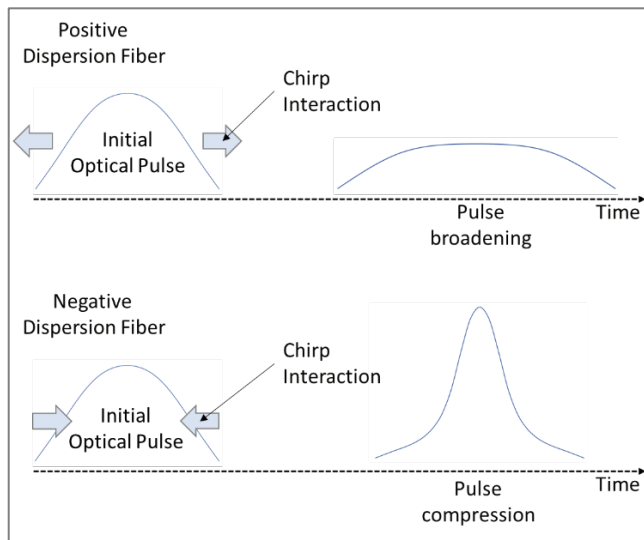 Positive
Dispersion Fiber
Chirp
Interaction
Initial
Optical Pulse
Pulse
broadening
Time
Negative
Dispersion Fiber
Chirp
Interaction
Initial
Optical Pulse
Pulse
compression
Time